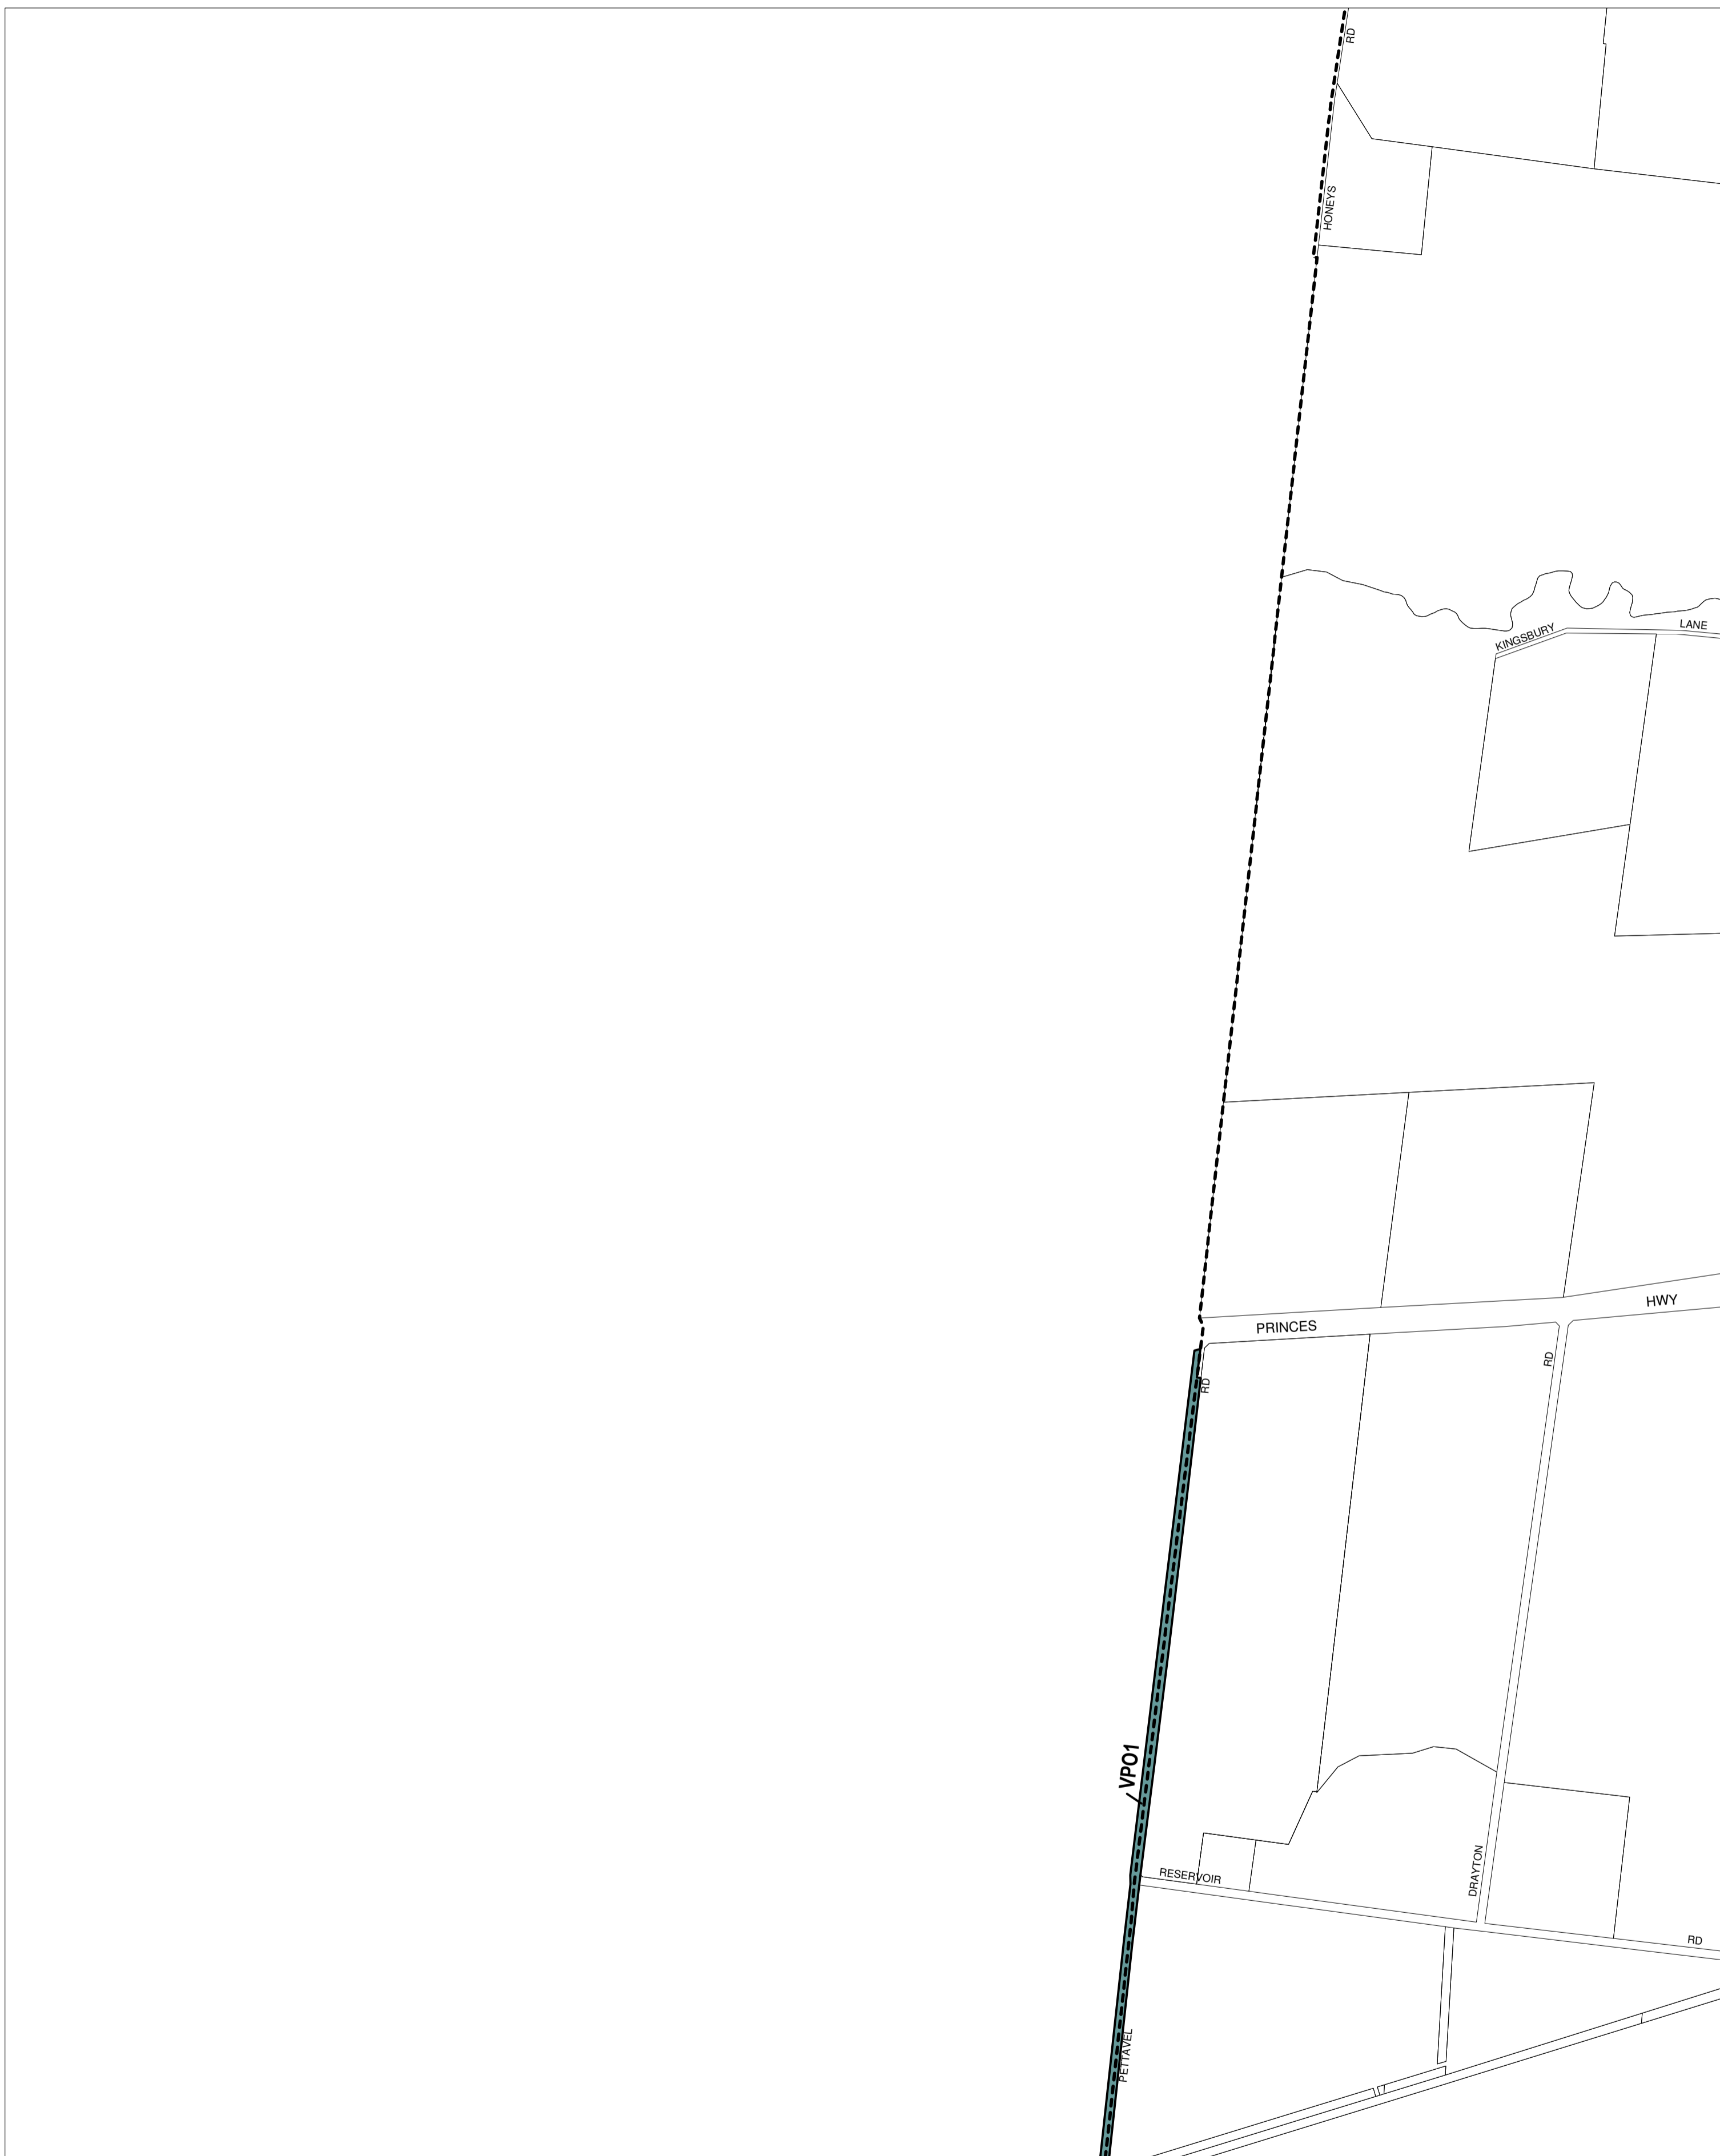 RD
HONEYS
KINGSBURY
LANE
HWY
PRINCES
RD
RD
VPO1
DRAYTON
RESERVOIR
RD
PETTAVEL